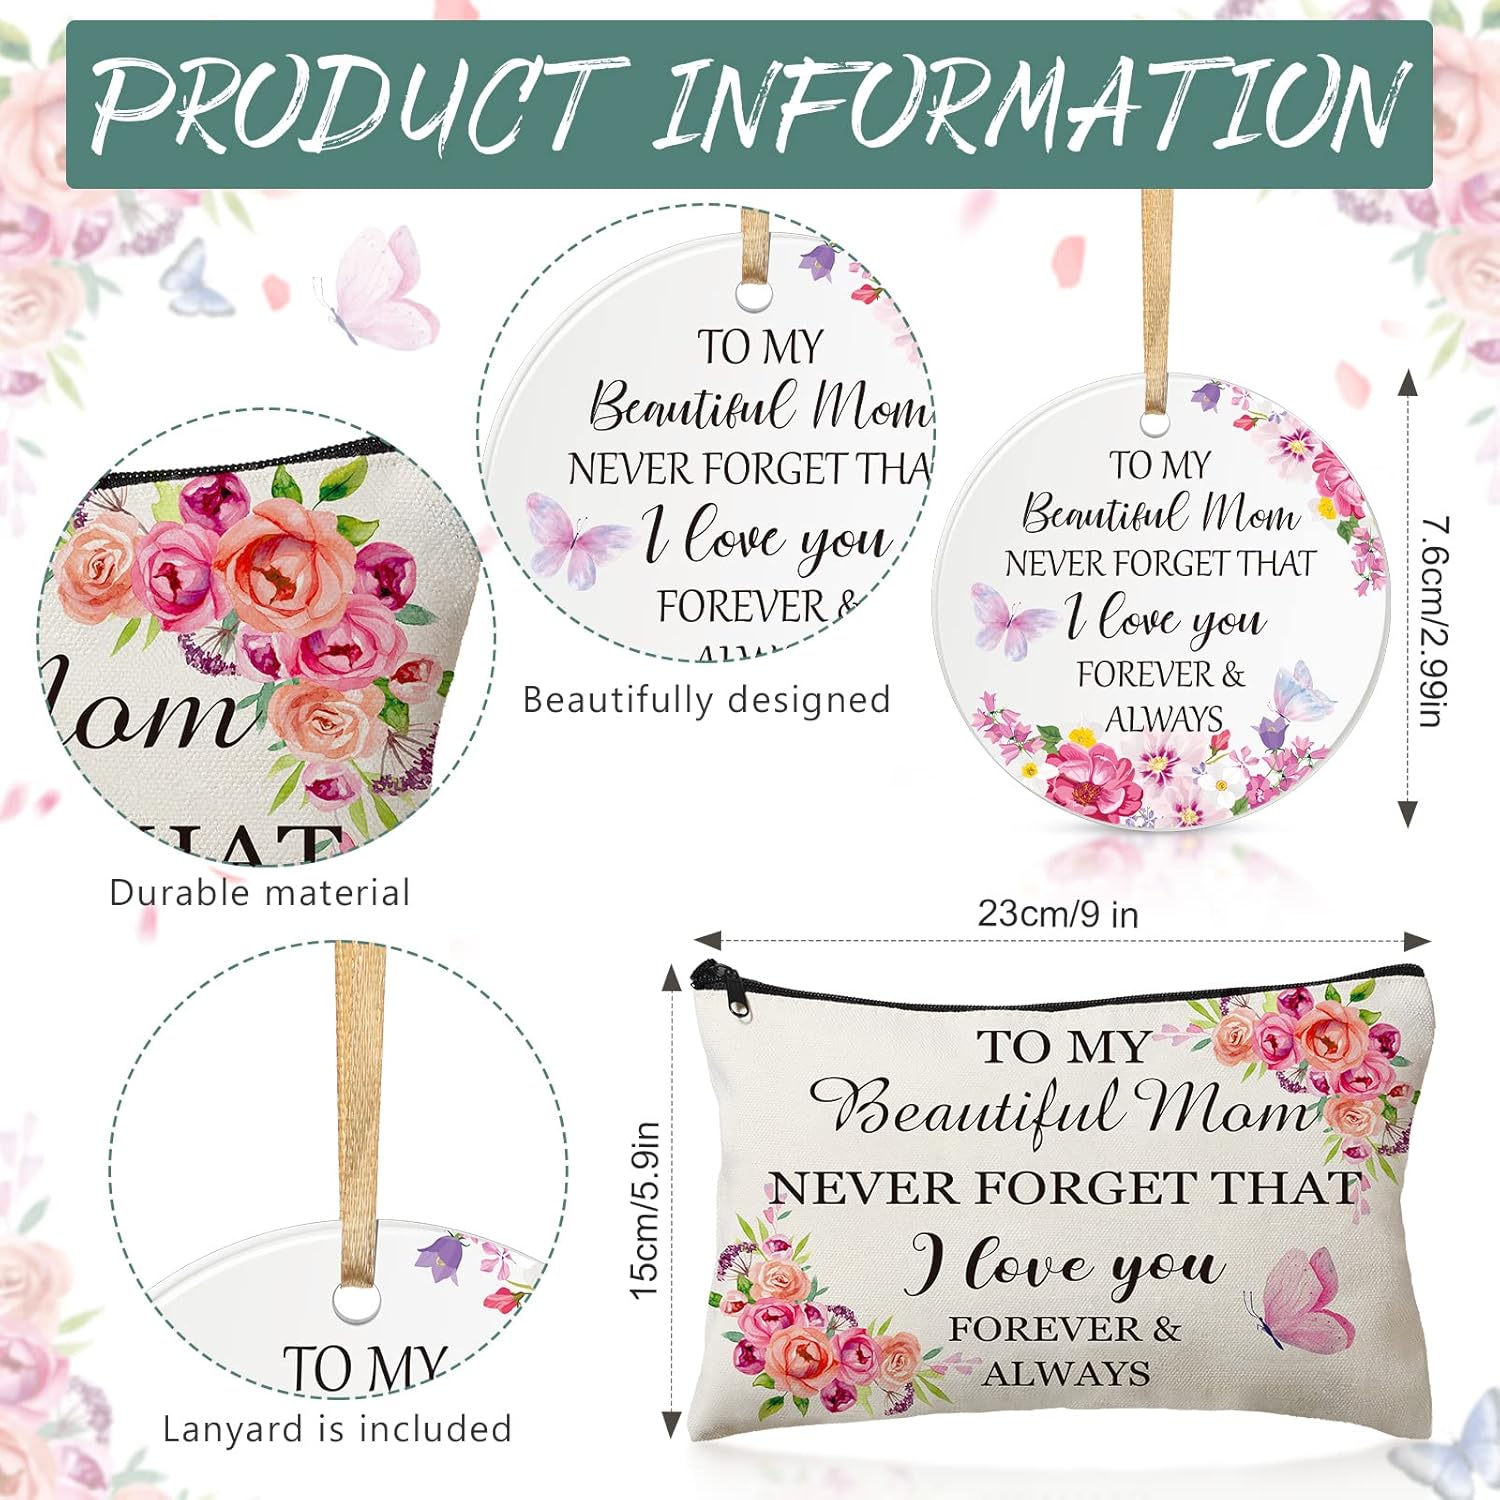 PRODUCT INFORMATION
TO MY
Beautiful Mom
NEVER FORGET THA
I love you
FOREVER &
ALWAY
Beautifully designed
TO MY
Beautiful Mom
NEVER FORGET THAT
I love you
FOREVER &
ALWAYS
7.6cm/2.99in
Mom
HAT
Durable material
TO MY
Lanyard is included
23cm/9 in
15cm/5.9in
TO MY
Beautiful Mom
NEVER FORGET THAT
I love you
FOREVER &
ALWAYS